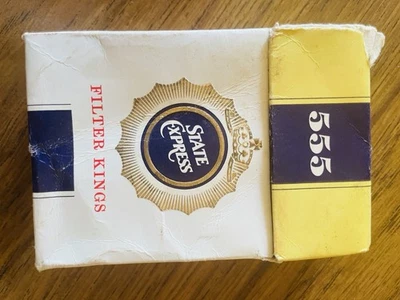 555
STATE
EXPRESS
FILTER KINGS